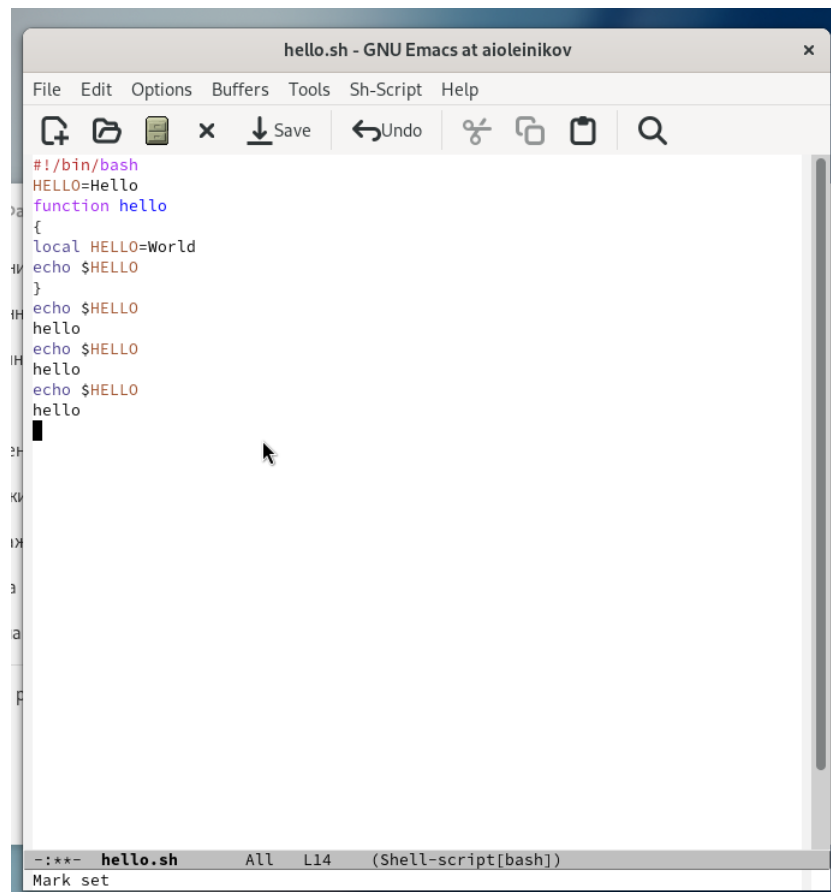 hello.sh - GNU Emacs at aioleinikov
File Edit Options Buffers Tools Sh-Script Help
Save Undo
#!/bin/bash
HELLO=Hello
function hello
{
local HELLO=World
echo $HELLO
}
echo $HELLO
hello
echo $HELLO
hello
echo $HELLO
hello
-:**- hello.sh All L14 (Shell-script[bash])
Mark set